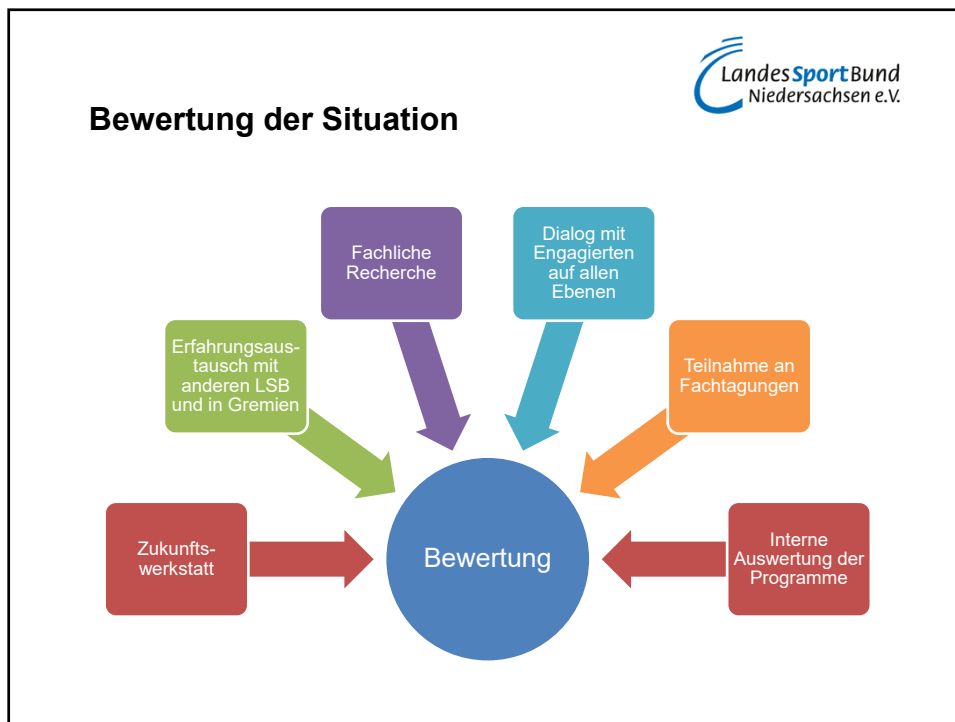 LandesSportBund
Niedersachsen e.V.
Bewertung der Situation
Fachliche
Recherche
Dialog mit
Engagierten
auf allen
Ebenen
Erfahrungsaus-
tausch mit
anderen LSB
und in Gremien
Teilnahme an
Fachtagungen
Zukunfts-
werkstatt
Bewertung
Interne
Auswertung der
Programme